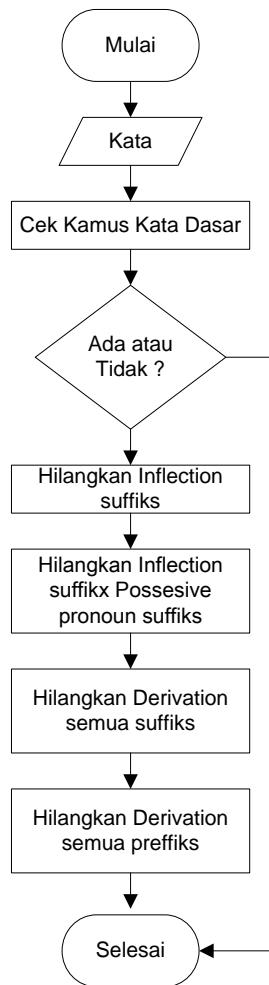 Mulai
Kata
Cek Kamus Kata Dasar
Ada atau
Tidak ?
Hilangkan Inflection
suffiks
Hilangkan Inflection
suffikx Possesive
pronoun suffiks
Hilangkan Derivation
semua suffiks
Hilangkan Derivation
semua preffiks
Selesai